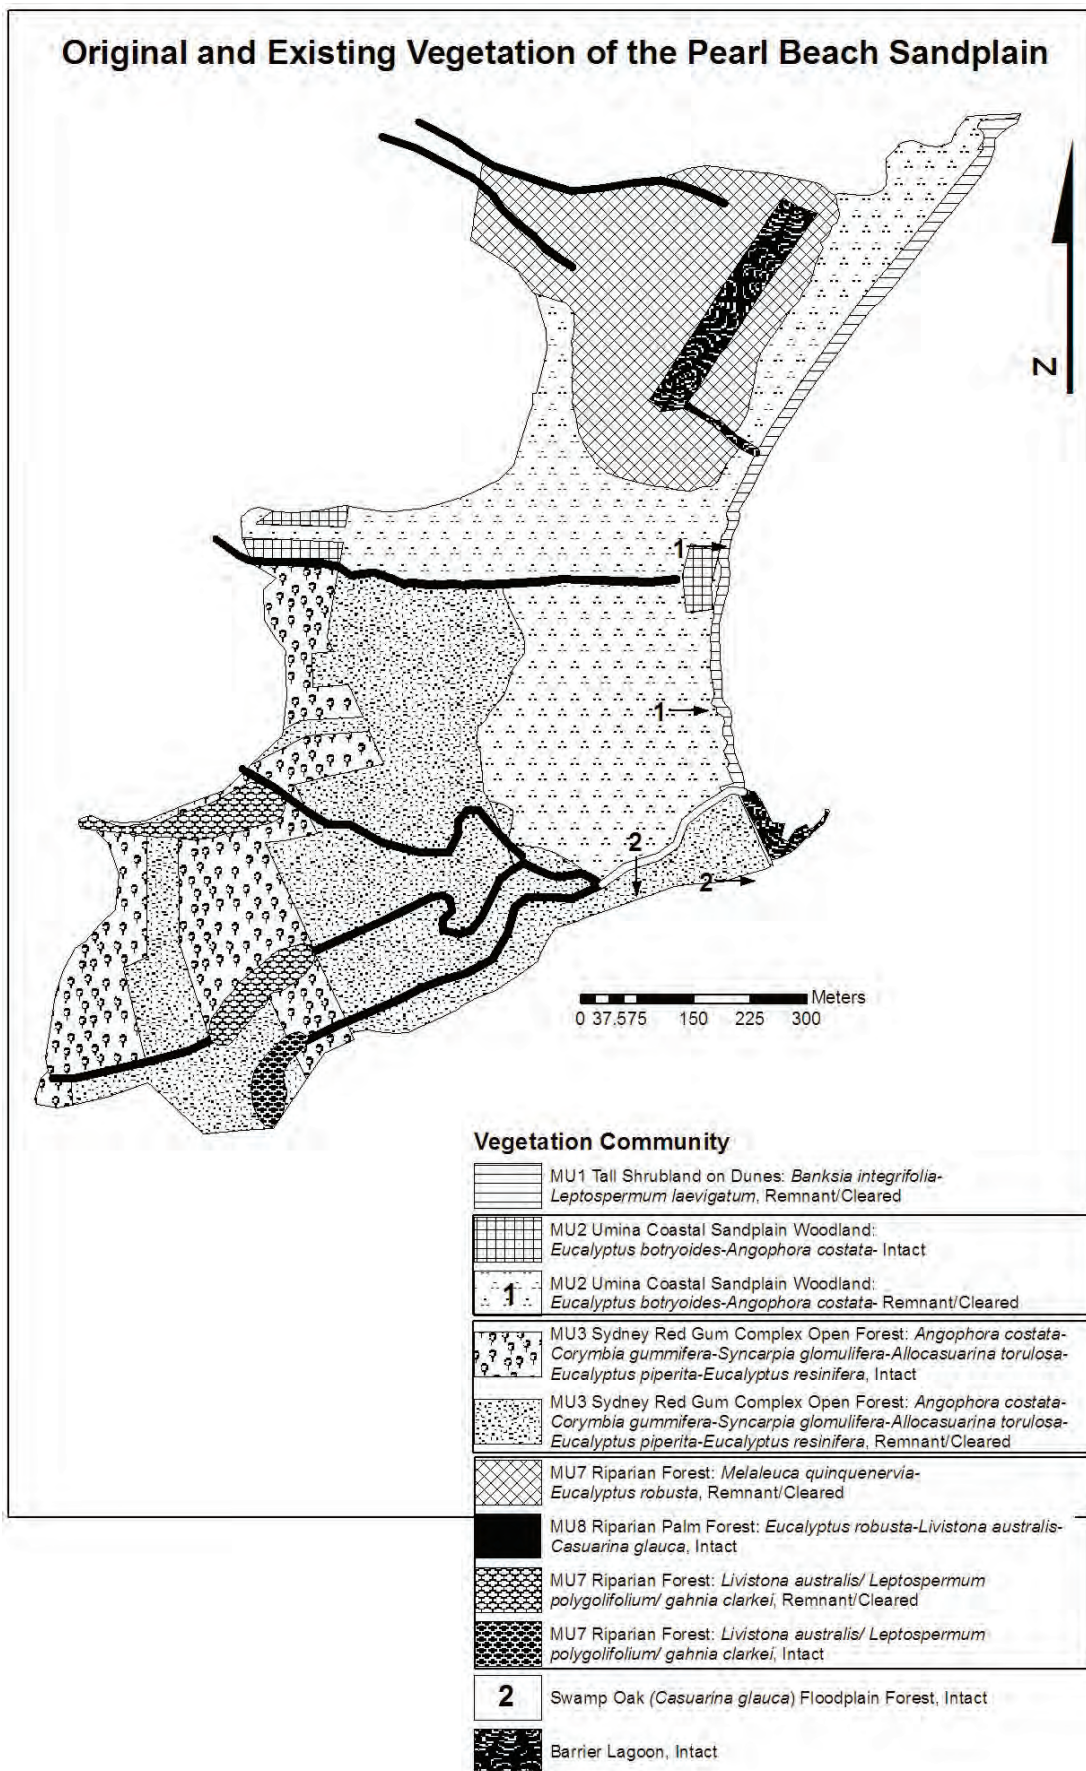 Original and Existing Vegetation of the Pearl Beach Sandplain
N
1
1
2
2
Meters
0 37.575 150 225 300
Vegetation Community
MU1 Tall Shrubland on Dunes: Banksia integrifolia-
Leptospermum laevigatum, Remnant/Cleared
MU2 Umina Coastal Sandplain Woodland:
Eucalyptus botryoides-Angophora costata- Intact
1
MU2 Umina Coastal Sandplain Woodland:
Eucalyptus botryoides-Angophora costata- Remnant/Cleared
MU3 Sydney Red Gum Complex Open Forest: Angophora costata-
Corymbia gummifera-Syncarpia glomulifera-Allocasuarina torulosa-
Eucalyptus piperita-Eucalyptus resinifera, Intact
MU3 Sydney Red Gum Complex Open Forest: Angophora costata-
Corymbia gummifera-Syncarpia glomulifera-Allocasuarina torulosa-
Eucalyptus piperita-Eucalyptus resinifera, Remnant/Cleared
MU7 Riparian Forest: Melaleuca quinquenervia-
Eucalyptus robusta, Remnant/Cleared
MU8 Riparian Palm Forest: Eucalyptus robusta-Livistona australis-
Casuarina glauca, Intact
MU7 Riparian Forest: Livistona australis/ Leptospermum
polygolifolium/ gahnia clarkei, Remnant/Cleared
MU7 Riparian Forest: Livistona australis/ Leptospermum
polygolifolium/ gahnia clarkei, Intact
2
Swamp Oak (Casuarina glauca) Floodplain Forest, Intact
Barrier Lagoon, Intact